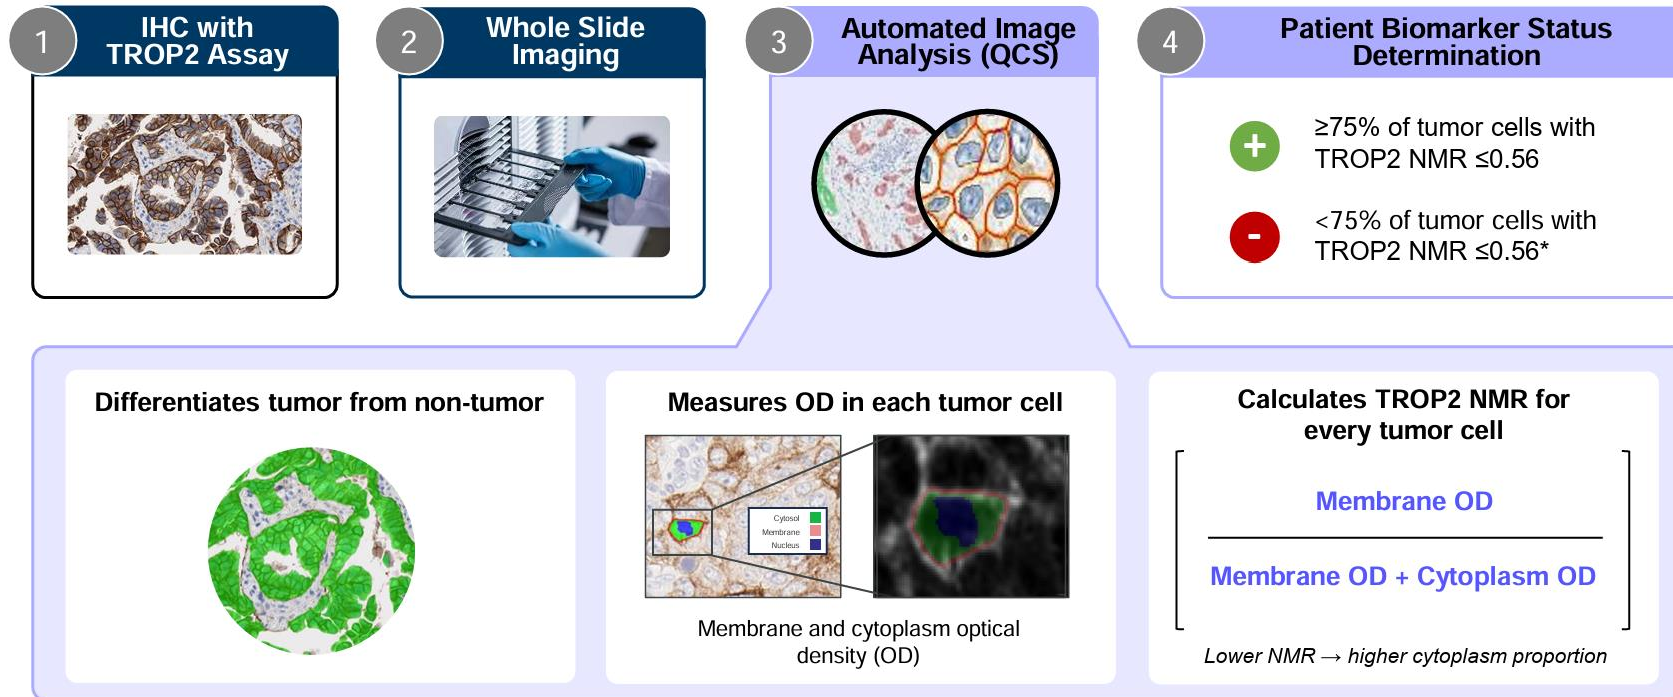 1
IHC with
TROP2 Assay
2
Whole Slide
Imaging
3
Automated Image
Analysis (QCS)
4
Patient Biomarker Status
Determination
+
≥75% of tumor cells with
TROP2 NMR ≤0.56
-
<75% of tumor cells with
TROP2 NMR ≤0.56*
Differentiates tumor from non-tumor
Measures OD in each tumor cell
Cytosol
Membrane
Nucleus
Membrane and cytoplasm optical
density (OD)
Calculates TROP2 NMR for
every tumor cell
Membrane OD
Membrane OD + Cytoplasm OD
Lower NMR → higher cytoplasm proportion